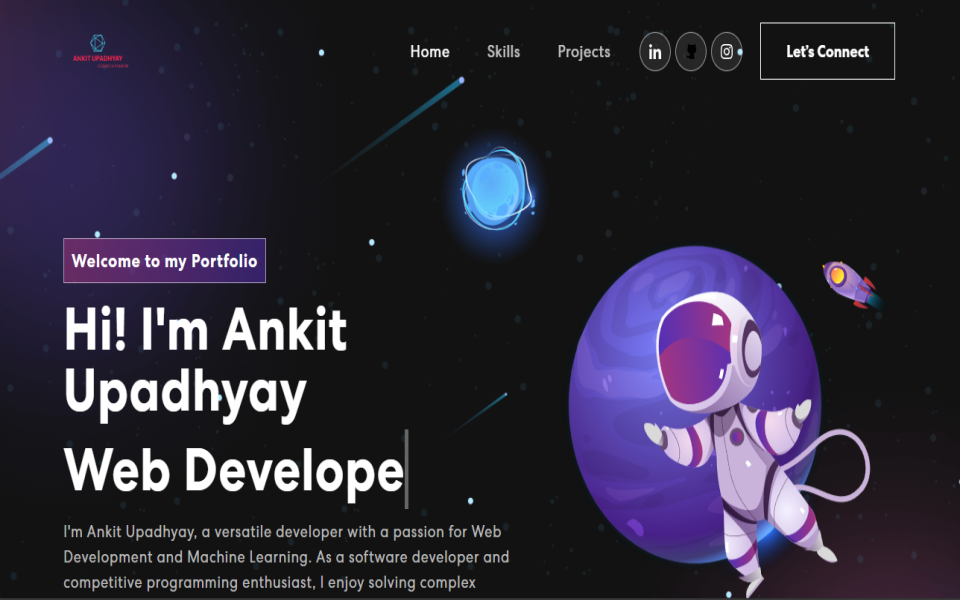 ANKIT UPADHYAY
Home
Skills
Projects
in
Let's Connect
Welcome to my Portfolio
Hi! I'm Ankit
Upadhyay
Web Develope
I'm Ankit Upadhyay, a versatile developer with a passion for Web
Development and Machine Learning. As a software developer and
competitive programming enthusiast, I enjoy solving complex